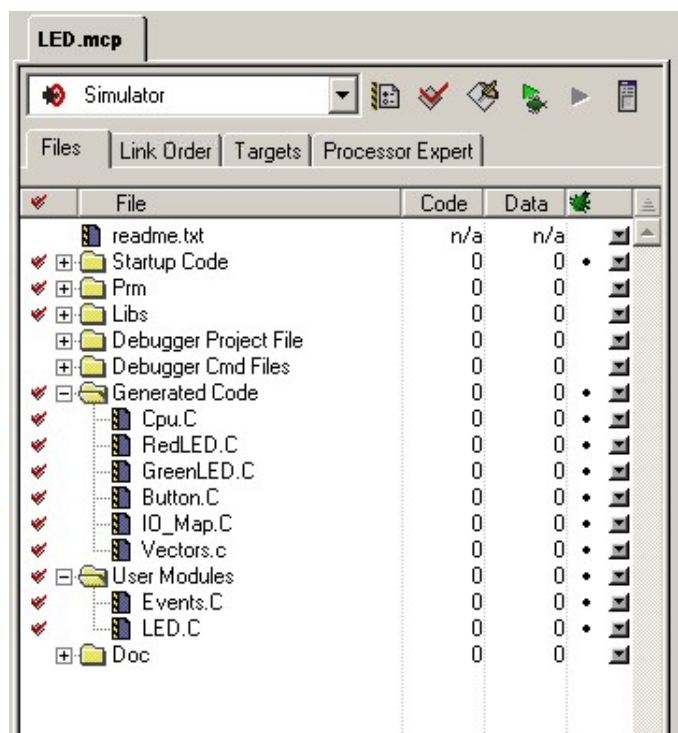 LED.mcp
Simulator
Files Link Order Targets Processor Expert
File Code Data
readme.txt n/a n/a
Startup Code 0 0
Prm 0 0
Libs 0 0
Debugger Project File 0 0
Debugger Cmd Files 0 0
Generated Code 0 0
Cpu.C 0 0
RedLED.C 0 0
GreenLED.C 0 0
Button.C 0 0
IO_Map.C 0 0
Vectors.c 0 0
User Modules 0 0
Events.C 0 0
LED.C 0 0
Doc 0 0